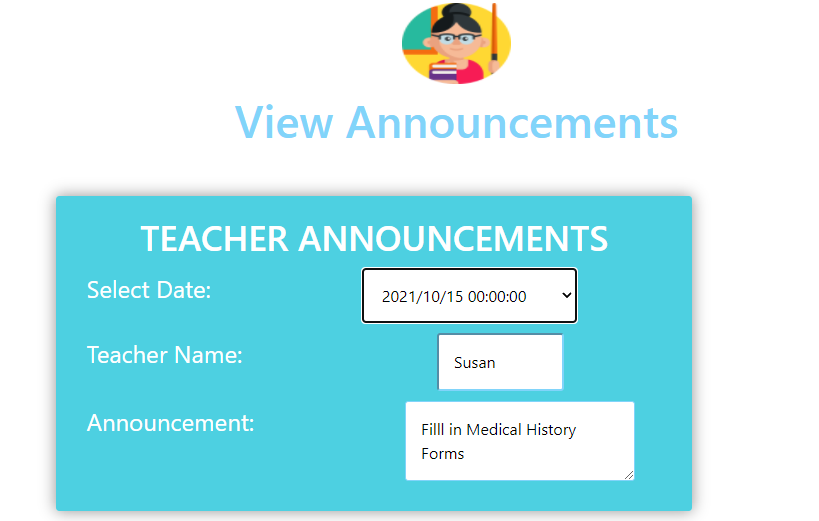 View Announcements
TEACHER ANNOUNCEMENTS
Select Date: 2021/10/15 00:00:00
Teacher Name: Susan
Announcement: Filll in Medical History
Forms